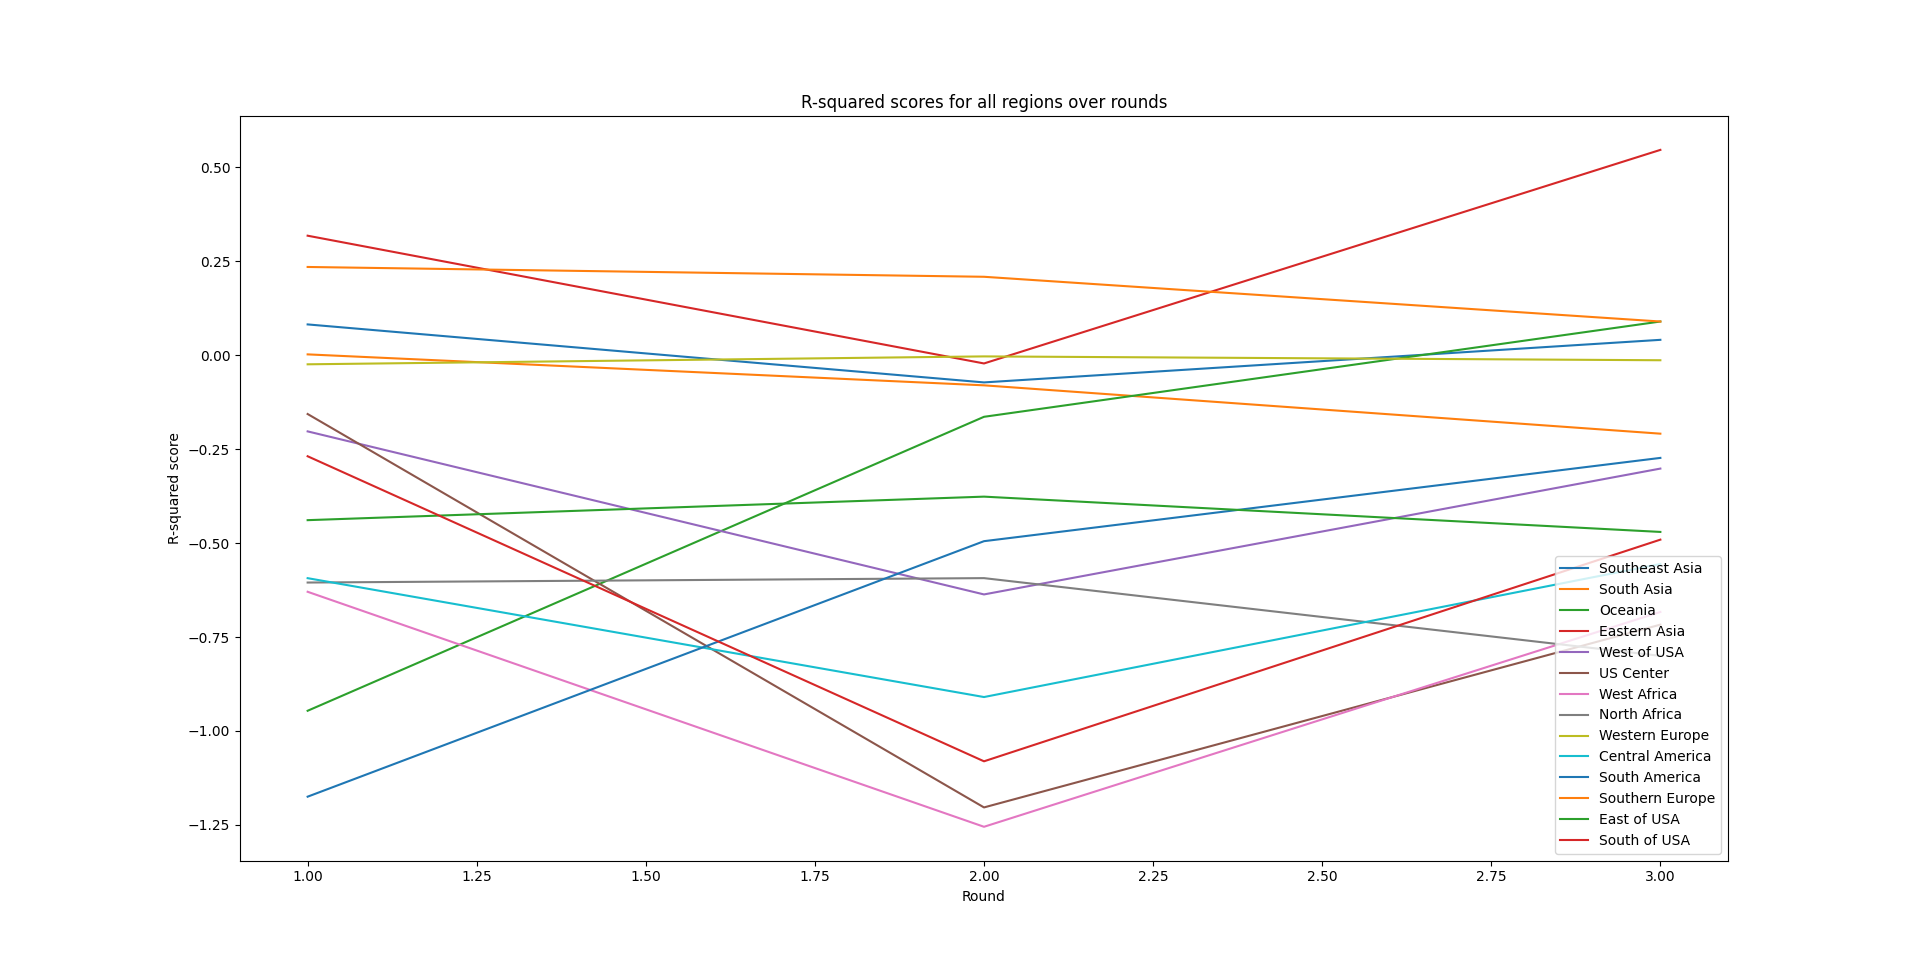 R-squared scores for all regions over rounds
R-squared score
0.50
0.25
0.00
−0.25
−0.50
−0.75
−1.00
−1.25
Southeast Asia
South Asia
Oceania
Eastern Asia
West of USA
US Center
West Africa
North Africa
Western Europe
Central America
South America
Southern Europe
East of USA
South of USA
1.00 1.25 1.50 1.75 2.00 2.25 2.50 2.75 3.00
Round